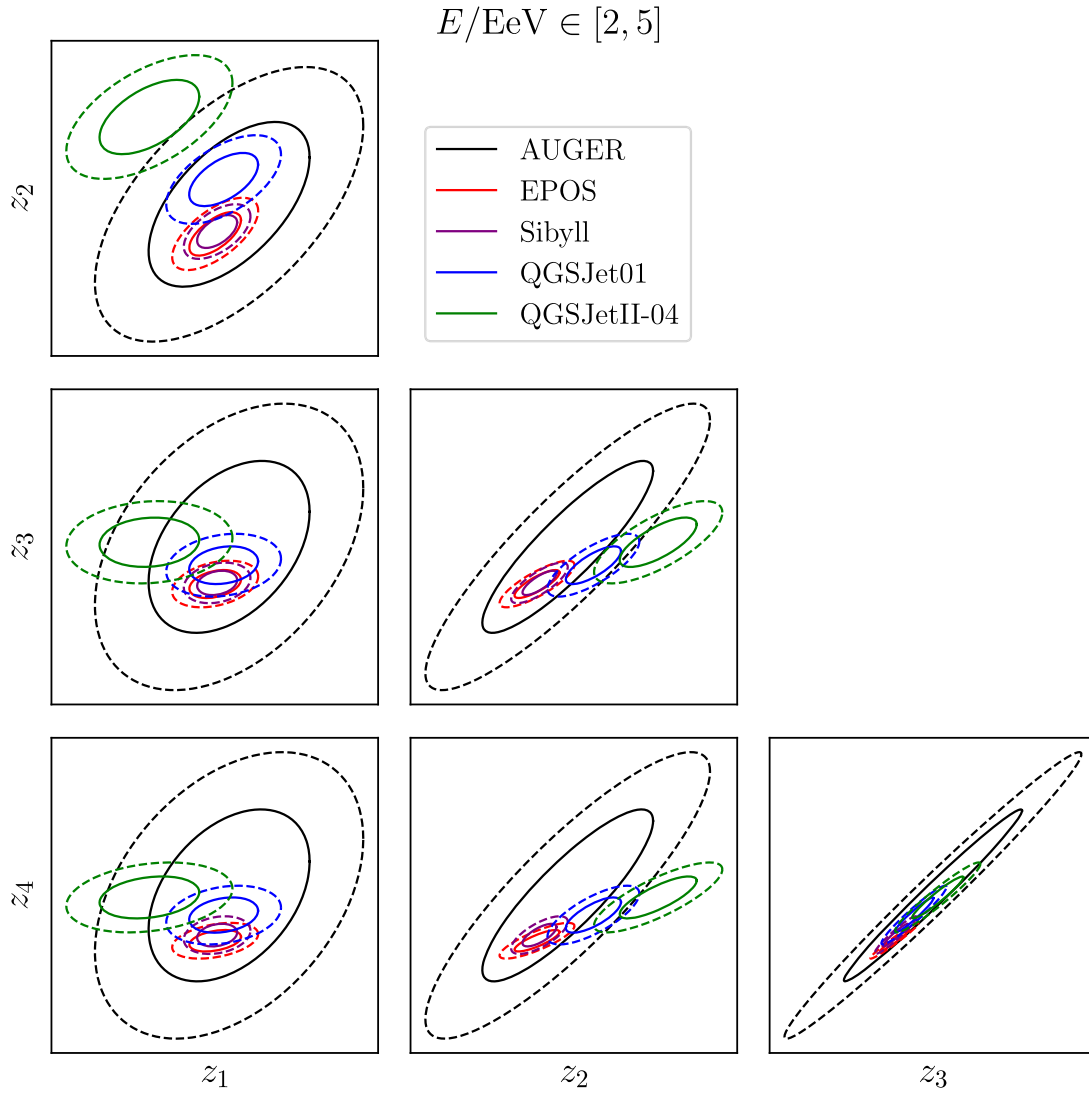 E/EeV ∈ [2, 5]
z₂
AUGER
EPOS
Sibyll
QGSJet01
QGSJetII-04
z₃
z₄
z₁
z₂
z₃